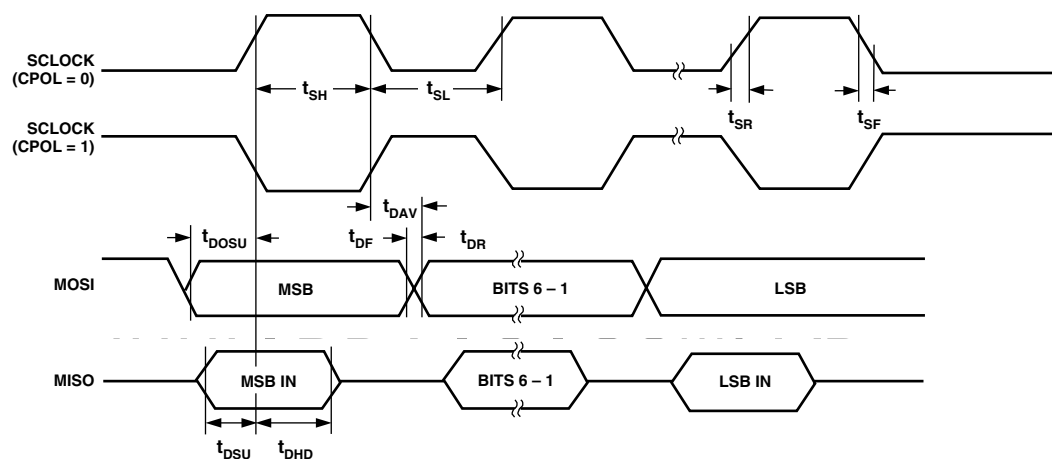 SCLOCK
(CPOL = 0)
tSH
tSL
tSR
tSF
SCLOCK
(CPOL = 1)
tDAV
tDOSU
tDF
tDR
MOSI
MSB
BITS 6 – 1
LSB
MISO
MSB IN
BITS 6 – 1
LSB IN
tDSU
tDHD